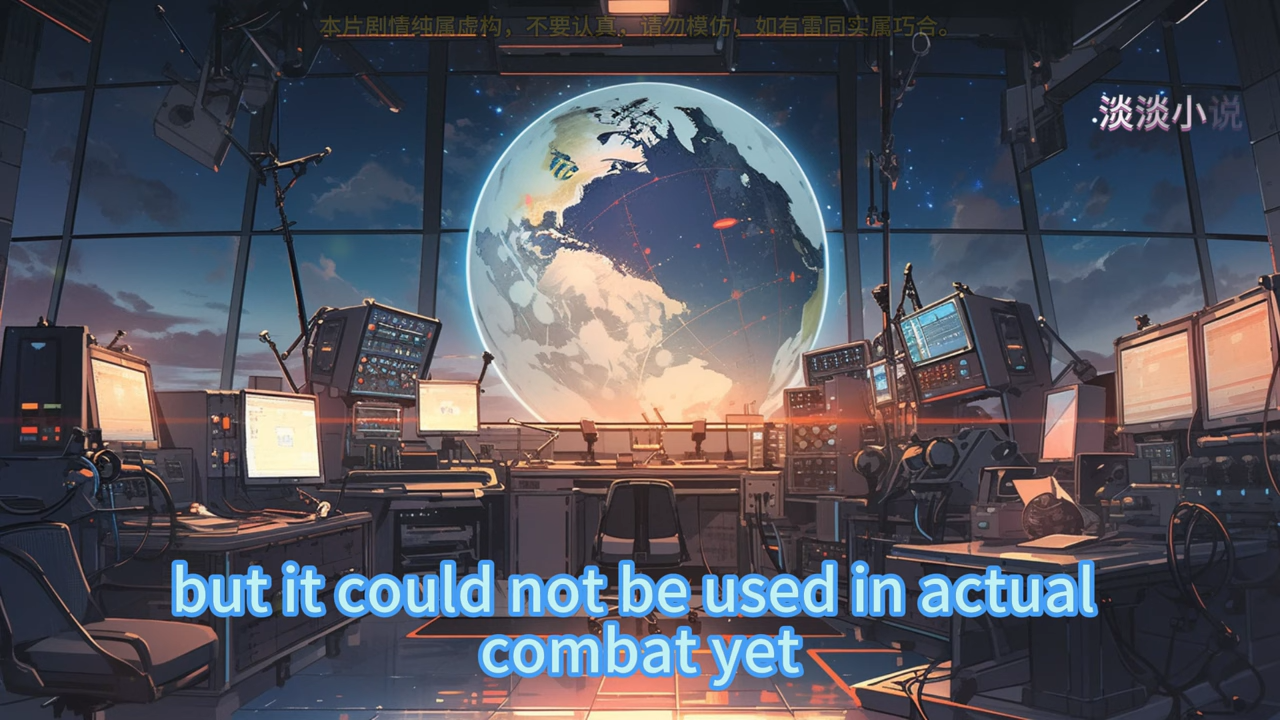 本片剧情纯属虚构，不要认真，请勿模仿，如有雷同实属巧合。
.淡淡小说
but it could not be used in actual
combat yet